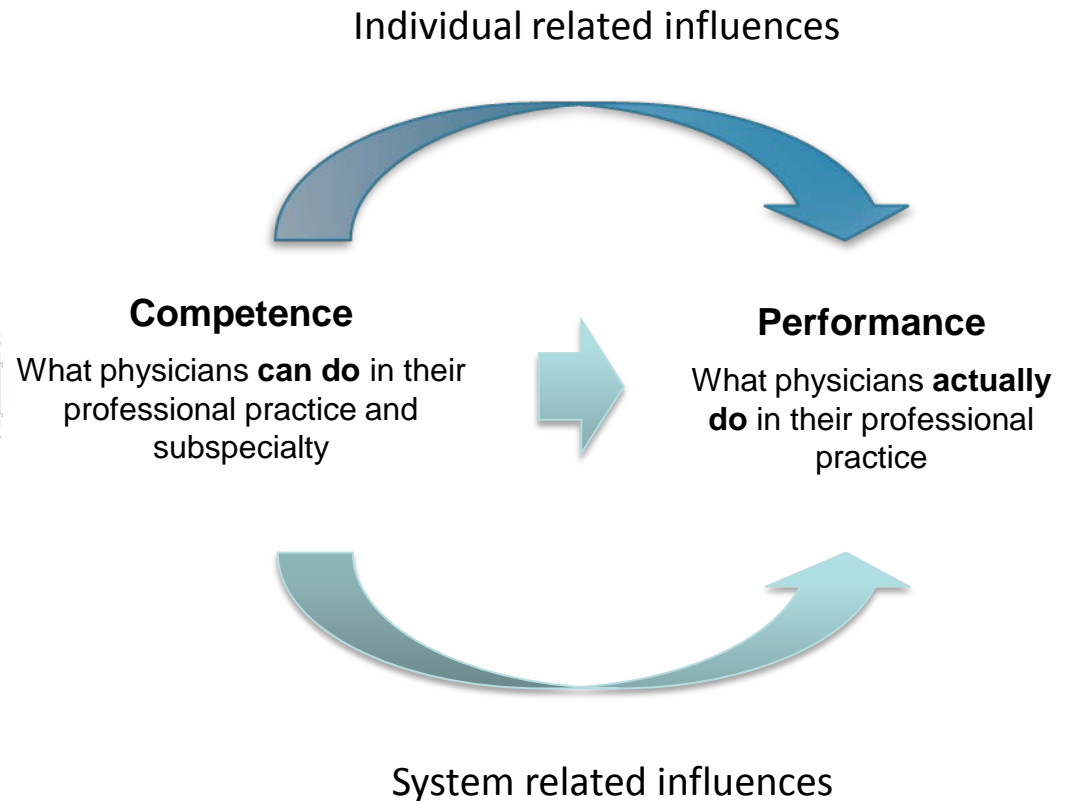 Individual related influences
Competence
What physicians can do in their
professional practice and
subspecialty
Performance
What physicians actually
do in their professional
practice
System related influences